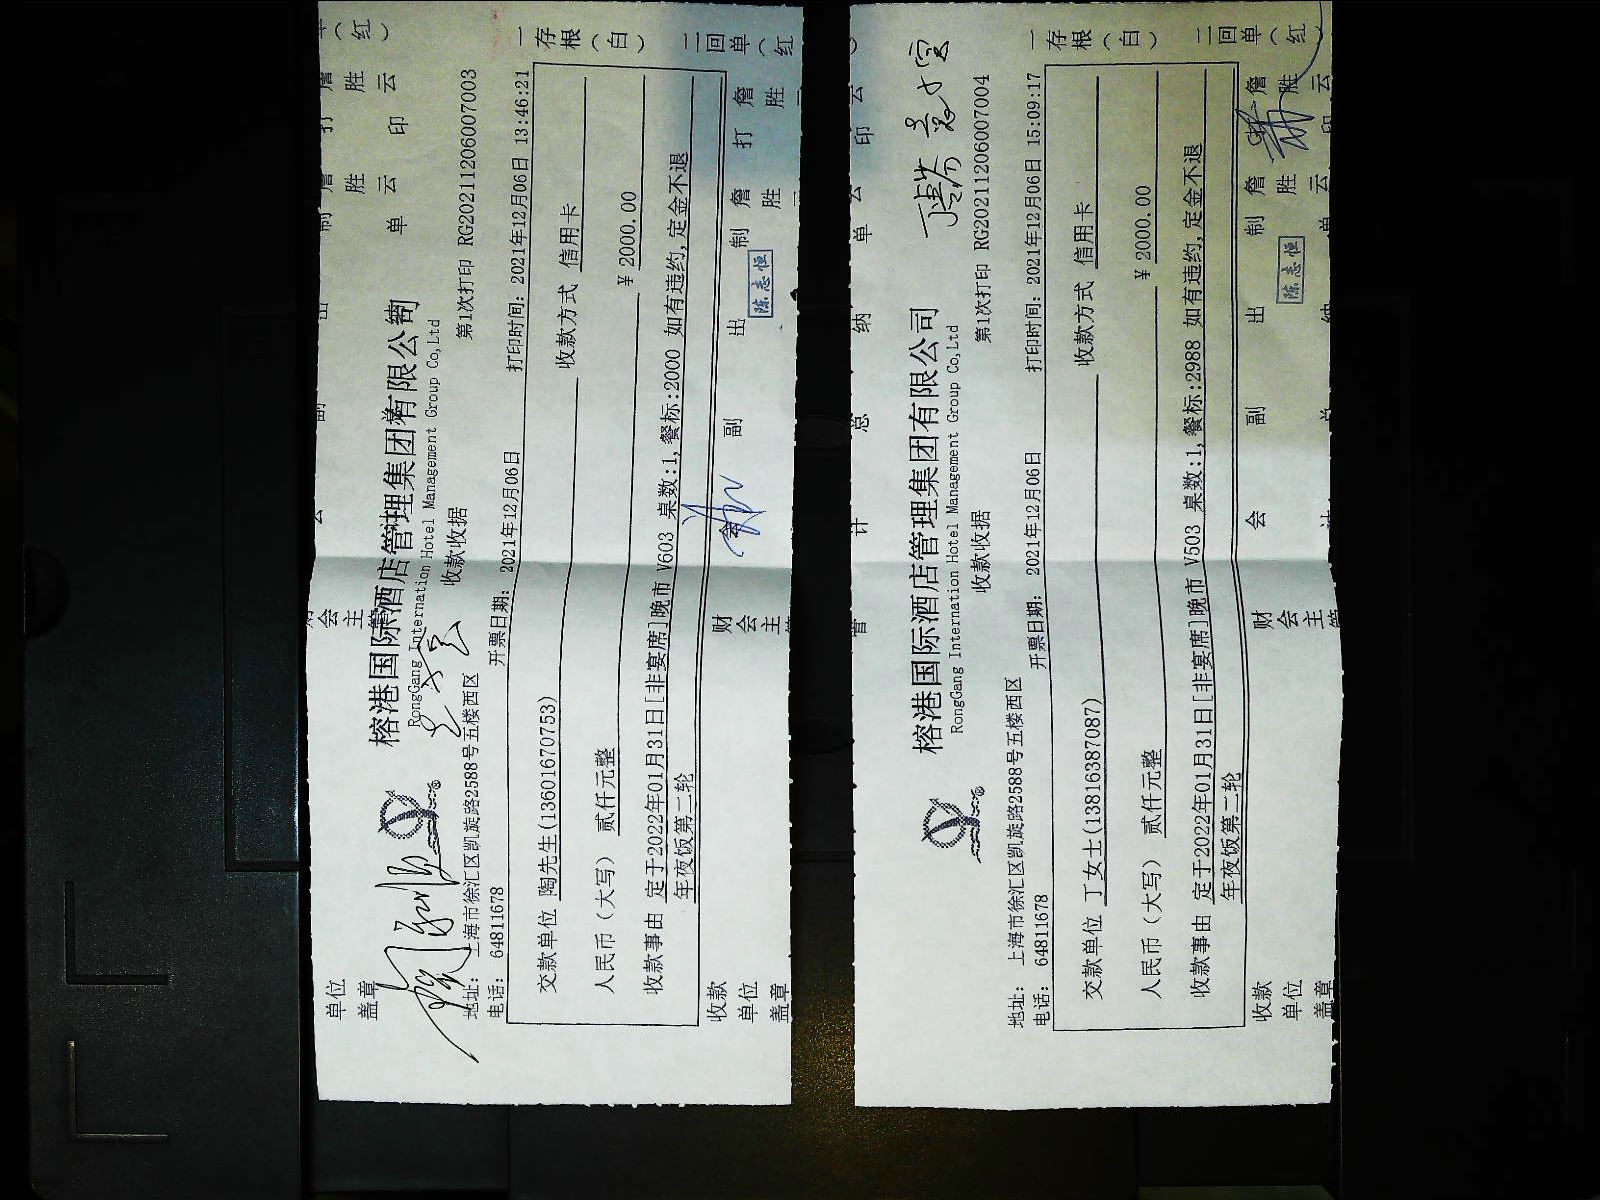 榕港国际酒店管理集团有限公司
RongGang Internation Hotel Management Group Co,Ltd
收款收据
第1次打印 RG20211206007003
地址: 上海市徐汇区凯旋路2588号五楼西区
电话: 64811678
开票日期: 2021年12月06日
打印时间: 2021年12月06日 13:46:21
交款单位 陶先生(13601670753)
收款方式 信用卡
人民币(大写) 贰仟元整
¥ 2000.00
收款事由 定于2022年01月31日[非宴席]晚市 V603 桌数:1,餐标:2000 如有违约,定金不退
年夜饭第二轮
一存根(白)
二回单(红
收款单位盖章
财会主管
副
出
制
詹胜云
打
詹胜云
陈志恒
榕港国际酒店管理集团有限公司
RongGang Internation Hotel Management Group Co,Ltd
收款收据
第1次打印 RG20211206007004
地址: 上海市徐汇区凯旋路2588号五楼西区
电话: 64811678
开票日期: 2021年12月06日
打印时间: 2021年12月06日 15:09:17
交款单位 丁女士(13816387087)
收款方式 信用卡
人民币(大写) 贰仟元整
¥ 2000.00
收款事由 定于2022年01月31日[非宴席]晚市 V503 桌数:1,餐标:2988 如有违约,定金不退
年夜饭第二轮
一存根(白)
二回单(红
收款单位盖章
财会主管
会计
副总
出纳
制单
詹胜云
印
詹胜云
陈志恒